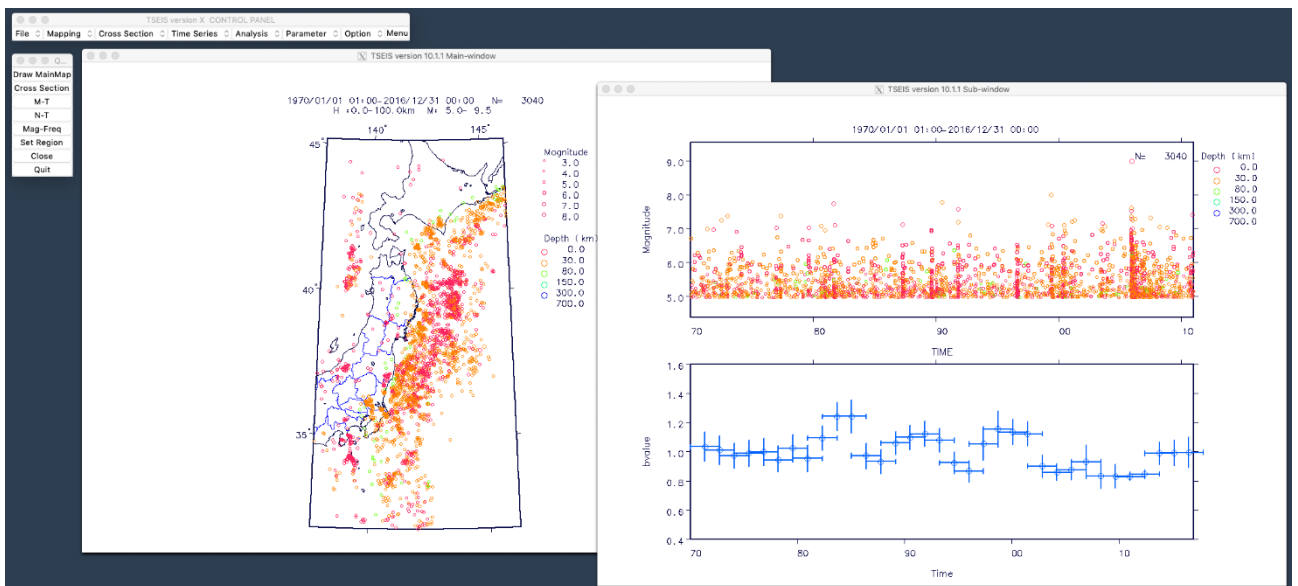 TSEIS version X CONTROL PANEL
File Mapping Cross Section Time Series Analysis Parameter Option Menu
Q...
Draw MainMap
Cross Section
M-T
N-T
Mag-Freq
Set Region
Close
Quit
TSEIS version 10.1.1 Main-window
1970/01/01 01:00-2016/12/31 00:00 N= 3040
H :0.0-100.0km M: 5.0- 9.5
140° 145°
45°
40°
35°
Magnitude
3.0
4.0
5.0
6.0
7.0
8.0
Depth (km)
0.0
30.0
80.0
150.0
300.0
700.0
TSEIS version 10.1.1 Sub-window
1970/01/01 01:00-2016/12/31 00:00
N= 3040
Depth (km)
0.0
30.0
80.0
150.0
300.0
700.0
Magnitude
9.0
8.0
7.0
6.0
5.0
70 80 90 00 10
TIME
bvalue
1.6
1.4
1.2
1.0
0.8
0.6
0.4
70 80 90 00 10
Time